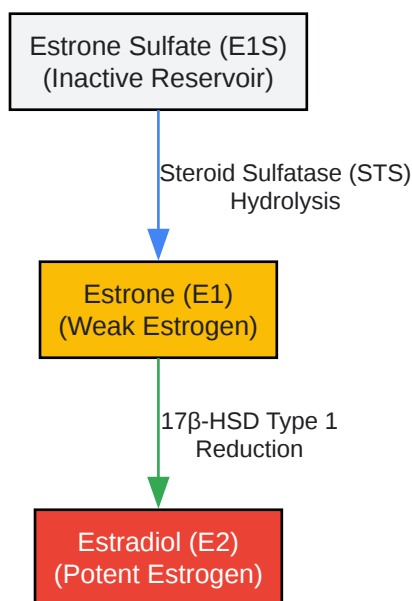 Estrone Sulfate (E1S)
(Inactive Reservoir)
Steroid Sulfatase (STS)
Hydrolysis
Estrone (E1)
(Weak Estrogen)
17β-HSD Type 1
Reduction
Estradiol (E2)
(Potent Estrogen)